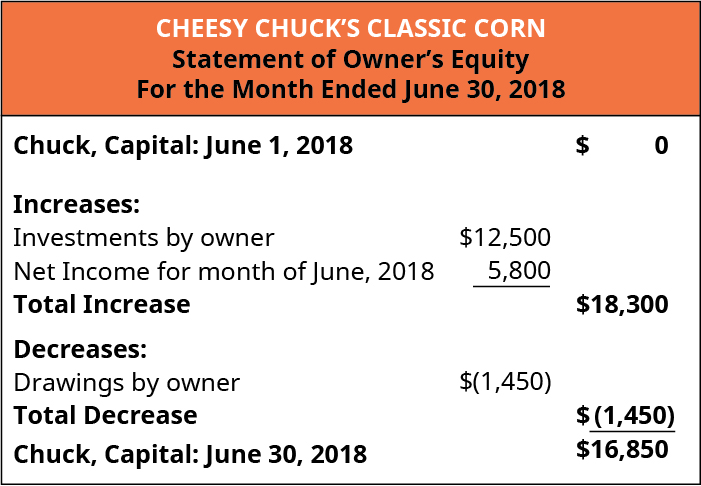 CHEESY CHUCK’S CLASSIC CORN
Statement of Owner’s Equity
For the Month Ended June 30, 2018
Chuck, Capital: June 1, 2018 $ 0
Increases:
Investments by owner $12,500
Net Income for month of June, 2018 5,800
Total Increase $18,300
Decreases:
Drawings by owner $(1,450)
Total Decrease $(1,450)
Chuck, Capital: June 30, 2018 $16,850